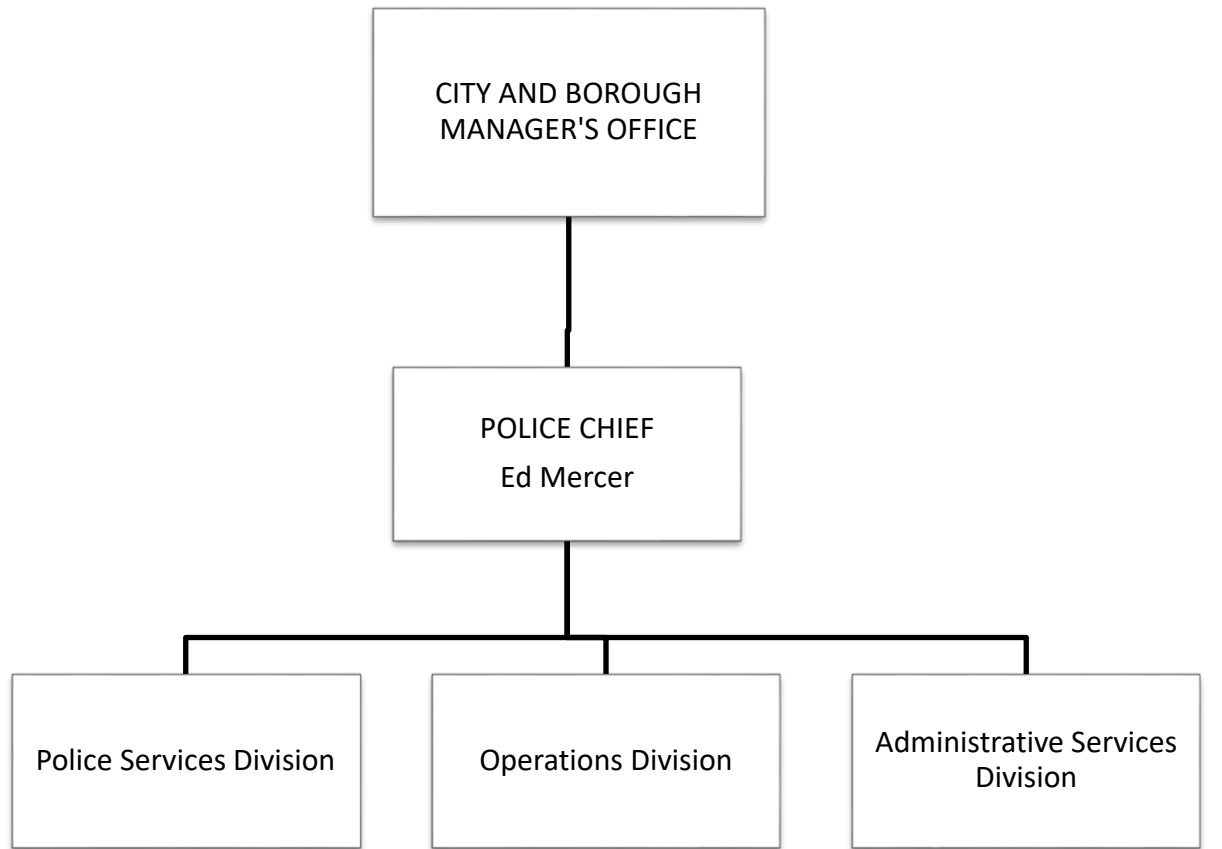 CITY AND BOROUGH
MANAGER'S OFFICE
POLICE CHIEF
Ed Mercer
Police Services Division
Operations Division
Administrative Services
Division